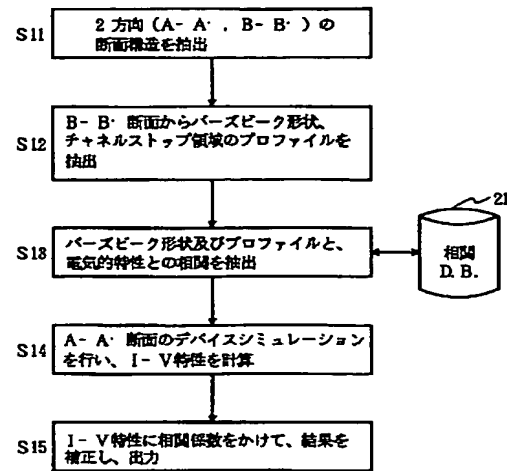 S11
2方向(A-A'，B-B')の
断面構造を抽出
S12
B-B' 断面からバーズビーク形状、
チャネルストップ領域のプロファイルを
抽出
21
S13
バーズビーク形状及びプロファイルと、
電気的特性との相関を抽出
相関
D.B.
S14
A-A' 断面のデバイスシミュレーション
を行い、I-V特性を計算
S15
I-V特性に相関係数をかけて、結果を
補正し、出力